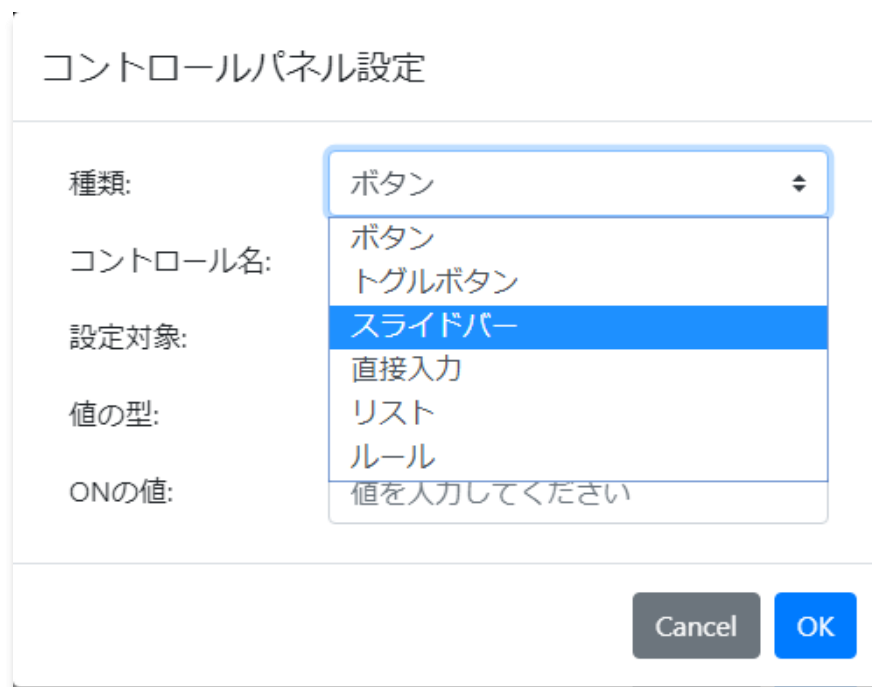 コントロールパネル設定
種類:
ボタン
ボタン
トグルボタン
スライドバー
直接入力
リスト
ルール
コントロール名:
設定対象:
値の型:
ONの値:
値を入力してください
Cancel
OK